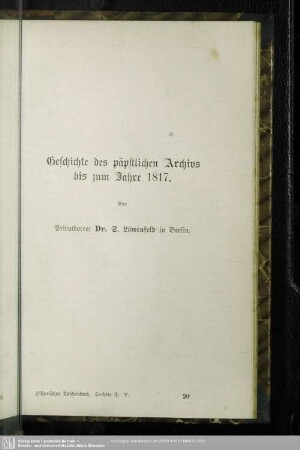 Geschichte des päpstlichen Archivs
bis zum Jahre 1817.
Von
Privatdocent Dr. S. Löwenfeld in Berlin.
Historisches Taschenbuch. Sechste F. V.
20